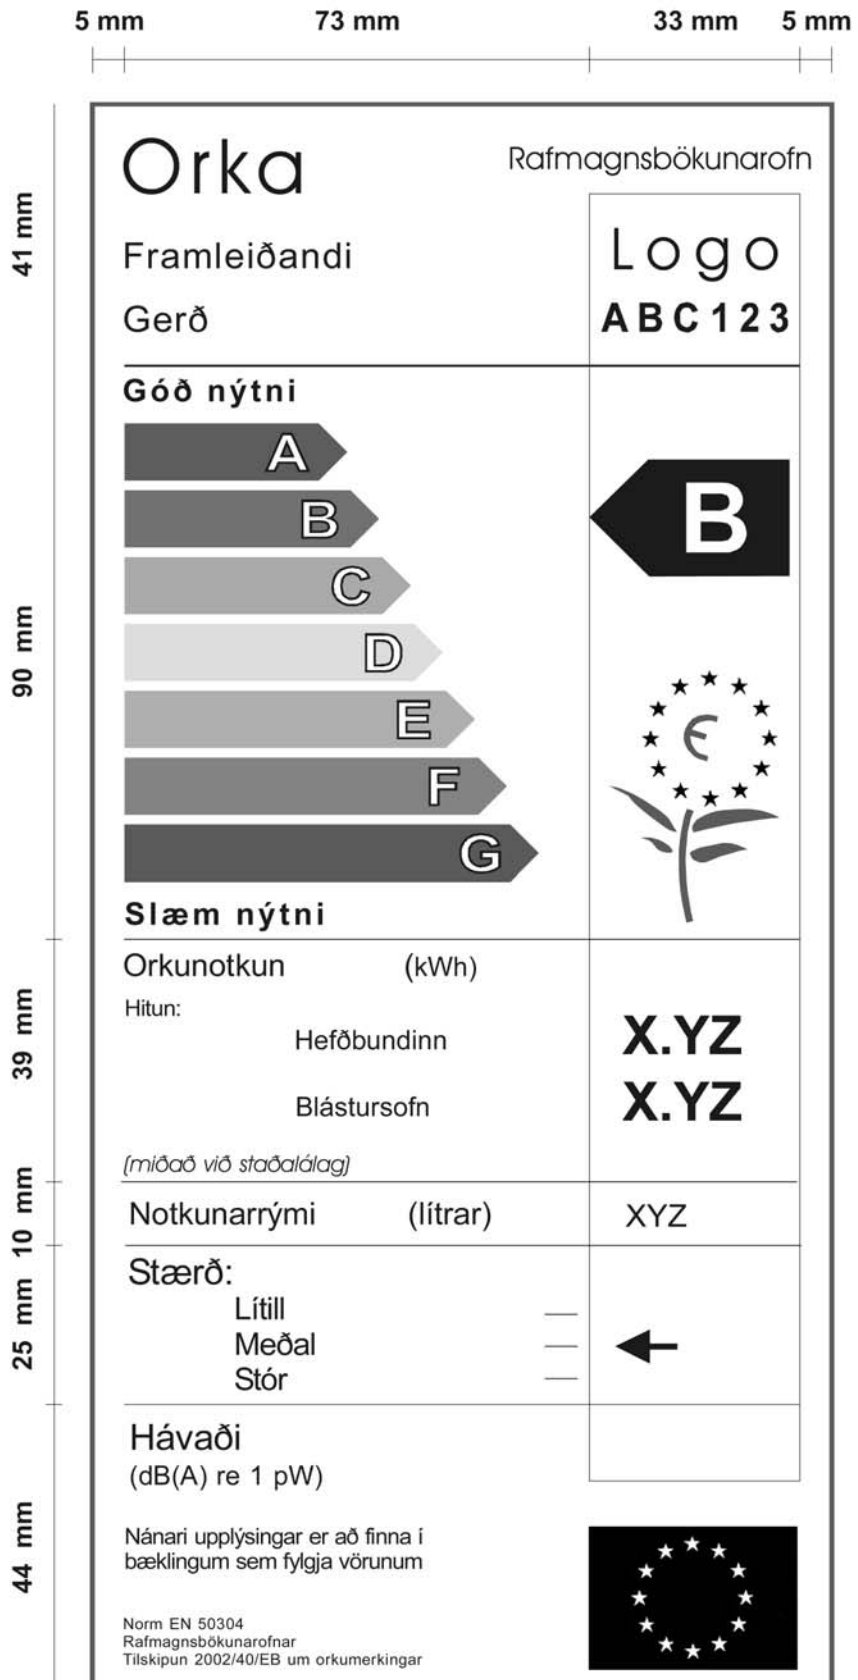 5 mm 73 mm 33 mm 5 mm
41 mm
90 mm
39 mm
10 mm
25 mm
44 mm
Orka
Rafmagnsbökunarofn
Framleiðandi
Logo
Gerð
ABC123
Góð nýtni
A
B
B
C
D
E
F
G
Slæm nýtni
Orkunotkun (kWh)
Hitun:
Hefðbundinn X.YZ
Blástursofn X.YZ
(miðað við staðalálag)
Notkunarrými (lítrar) XYZ
Stærð:
Lítill
Meðal
Stór
Hávaði
(dB(A) re 1 pW)
Nánari upplýsingar er að finna í
bæklingum sem fylgja vörunum
Norm EN 50304
Rafmagnsbökunarofnar
Tilskipun 2002/40/EB um orkumerkingar